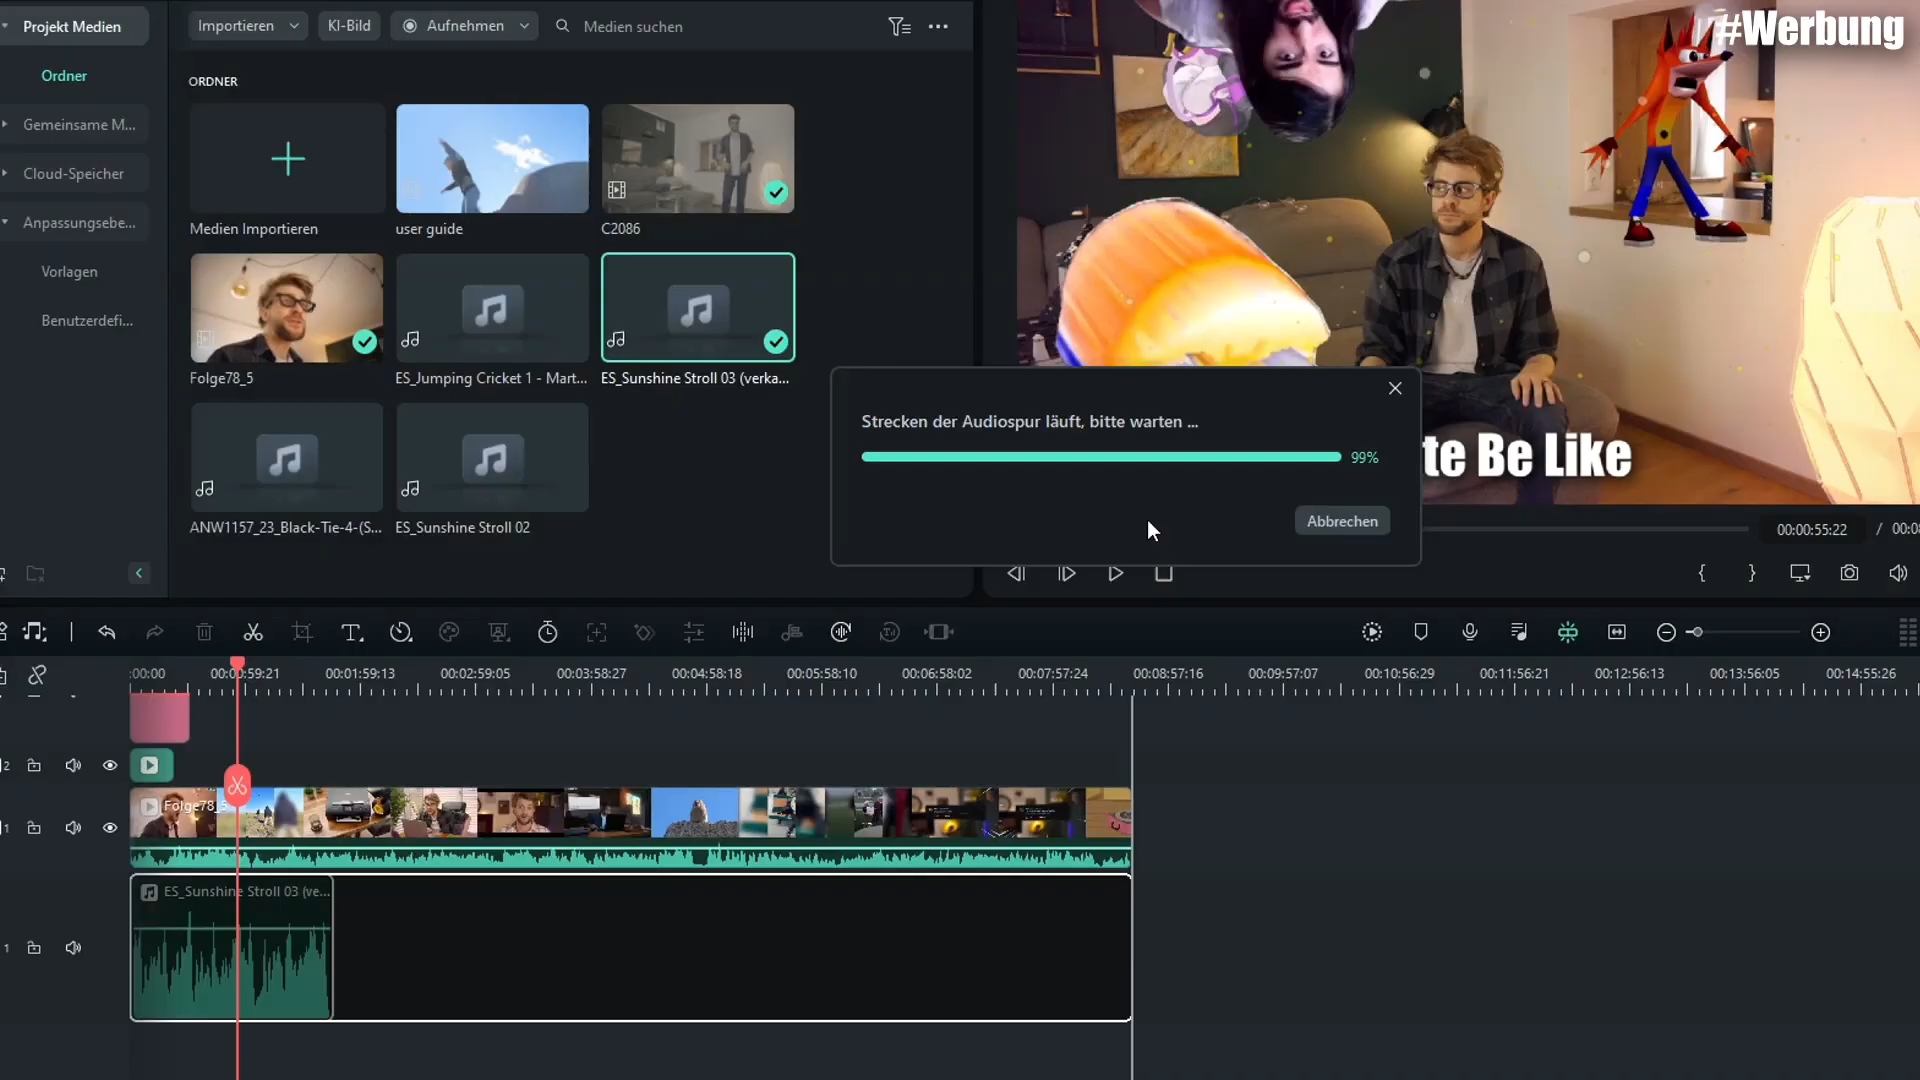 Projekt Medien
Importieren
KI-Bild
Aufnehmen
Medien suchen
#Werbung
Ordner
ORDNER
Gemeinsame M...
Cloud-Speicher
Anpassungsebe...
Vorlagen
Benutzerdefi...
Medien Importieren
user guide
C2086
Folge78_5
ES_Jumping Cricket 1 - Mart...
ES_Sunshine Stroll 03 (verka...
ANW1157_23_Black-Tie-4-(S...
ES_Sunshine Stroll 02
Strecken der Audiospur läuft, bitte warten ...
99%
Abbrechen
te Be Like
00:00:55:22 / 00:0
:00:00 00:00:59:21 00:01:59:13 00:02:59:05 00:03:58:27 00:04:58:18 00:05:58:10 00:06:58:02 00:07:57:24 00:08:57:16 00:09:57:07 00:10:56:29 00:11:56:21 00:12:56:13 00:13:56:05 00:14:55:26
2
1
Folge78_5
ES_Sunshine Stroll 03 (ve...
1